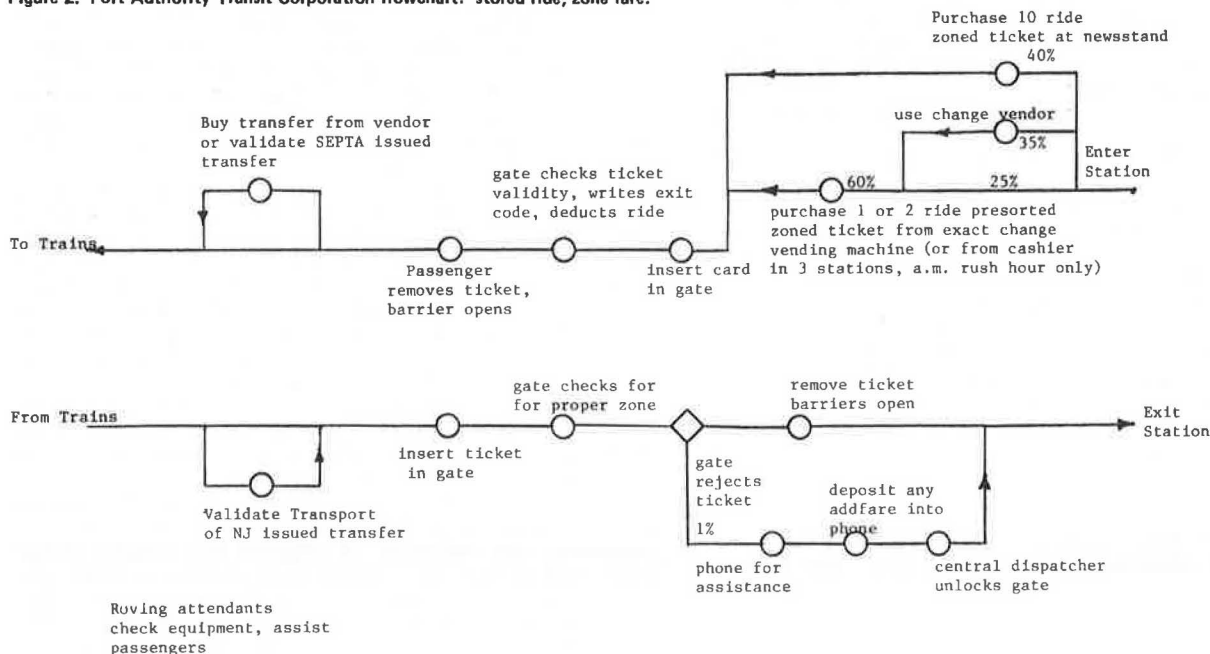 Figure 2. Port Authority Transit Corporation flowchart: stored ride, zone fare.
Purchase 10 ride
zoned ticket at newsstand
40%
use change vendor
35%
Enter
Station
Buy transfer from vendor
or validate SEPTA issued
transfer
gate checks ticket
validity, writes exit
code, deducts ride
60%
25%
purchase 1 or 2 ride presorted
zoned ticket from exact change
vending machine (or from cashier
in 3 stations, a.m. rush hour only)
To Trains
Passenger
removes ticket,
barrier opens
insert card
in gate
From Trains
gate checks for
for proper zone
remove ticket
barriers open
Exit
Station
insert ticket
in gate
gate
rejects
ticket
1%
deposit any
addfare into
phone
Validate Transport
of NJ issued transfer
phone for
assistance
central dispatcher
unlocks gate
Roving attendants
check equipment, assist
passengers